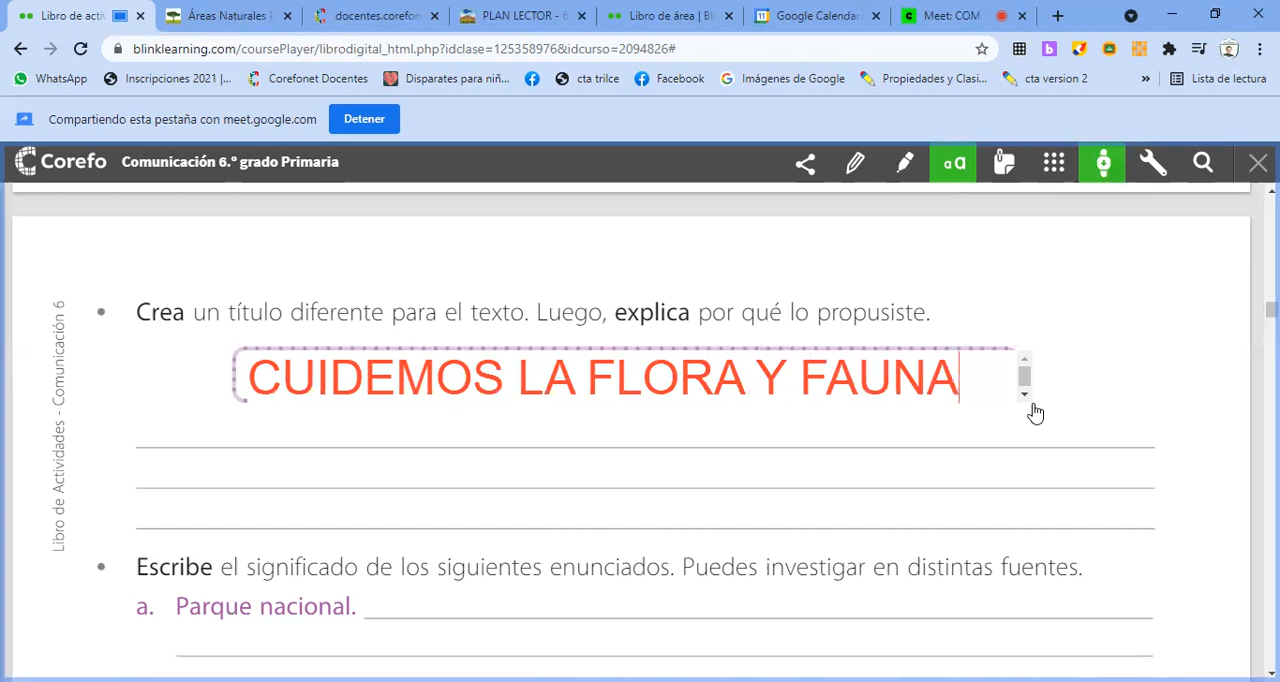 Libro de activ
Áreas Naturales
docentes.corefon
PLAN LECTOR - 6
Libro de área | Bli
Google Calendar
Meet: COM.
blinklearning.com/coursePlayer/librodigital_html.php?idclase=125358976&idcurso=2094826#
WhatsApp
Inscripciones 2021 |...
Corefonet Docentes
Disparates para niñ...
cta trilce
Facebook
Imágenes de Google
Propiedades y Clasi...
cta version 2
»
Lista de lectura
Compartiendo esta pestaña con meet.google.com
Detener
Corefo
Comunicación 6.º grado Primaria
aa
Libro de Actividades - Comunicación 6
• Crea un título diferente para el texto. Luego, explica por qué lo propusiste.
CUIDEMOS LA FLORA Y FAUNA
• Escribe el significado de los siguientes enunciados. Puedes investigar en distintas fuentes.
a. Parque nacional.